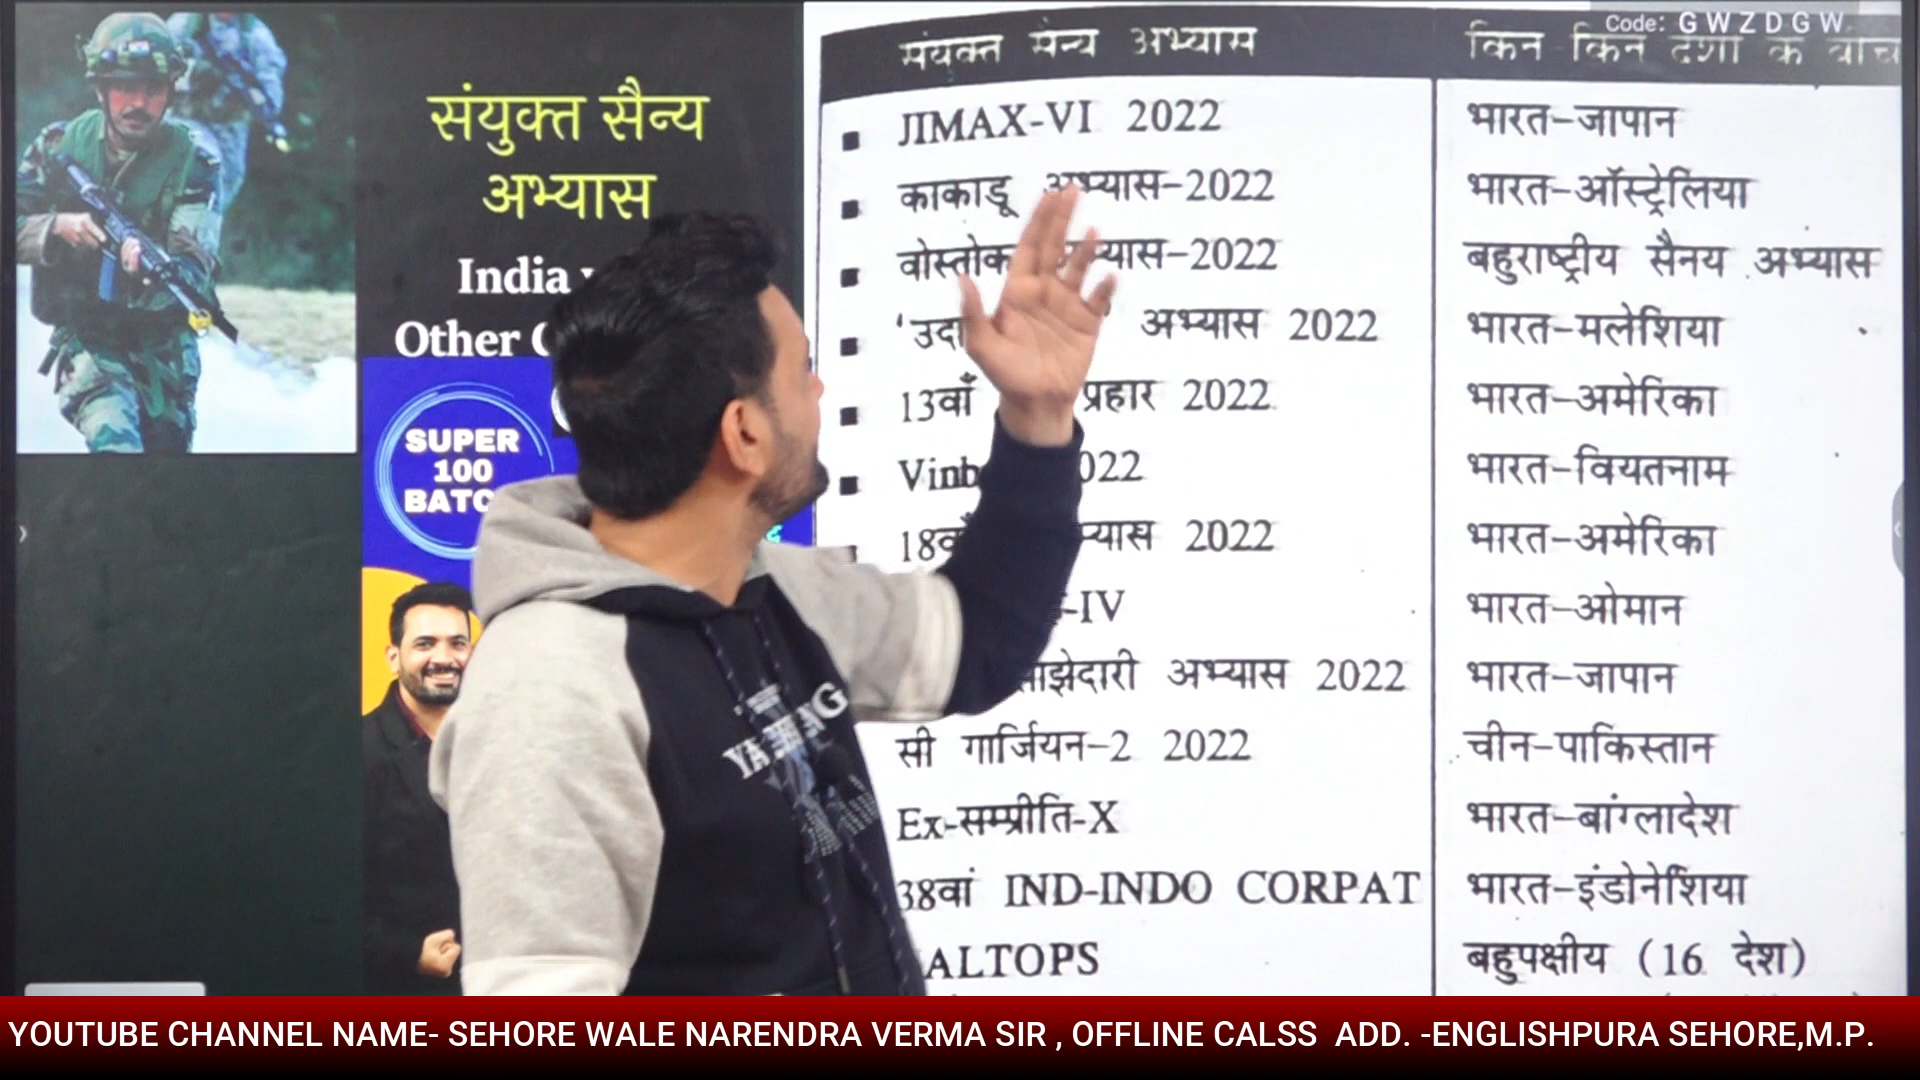 Code: G W Z D G W
संयुक्त सैन्य अभ्यास
India
Other
SUPER
100
संयुक्त सैन्य अभ्यास किन किन देशों के बीच
JIMAX-VI 2022 भारत-जापान
काकाडू अभ्यास-2022 भारत-ऑस्ट्रेलिया
वोस्तोक अभ्यास-2022 बहुराष्ट्रीय सैनय अभ्यास
अभ्यास 2022 भारत-मलेशिया
13वाँ प्रहार 2022 भारत-अमेरिका
भारत-वियतनाम
2022 भारत-अमेरिका
-IV भारत-ओमान
साझेदारी अभ्यास 2022 भारत-जापान
सी गार्जियन-2 2022 चीन-पाकिस्तान
Ex-सम्प्रीति-X भारत-बांग्लादेश
38वां IND-INDO CORPAT भारत-इंडोनेशिया
ALTOPS बहुपक्षीय (16 देश)
YOUTUBE CHANNEL NAME- SEHORE WALE NARENDRA VERMA SIR , OFFLINE CALSS ADD. -ENGLISHPURA SEHORE,M.P.